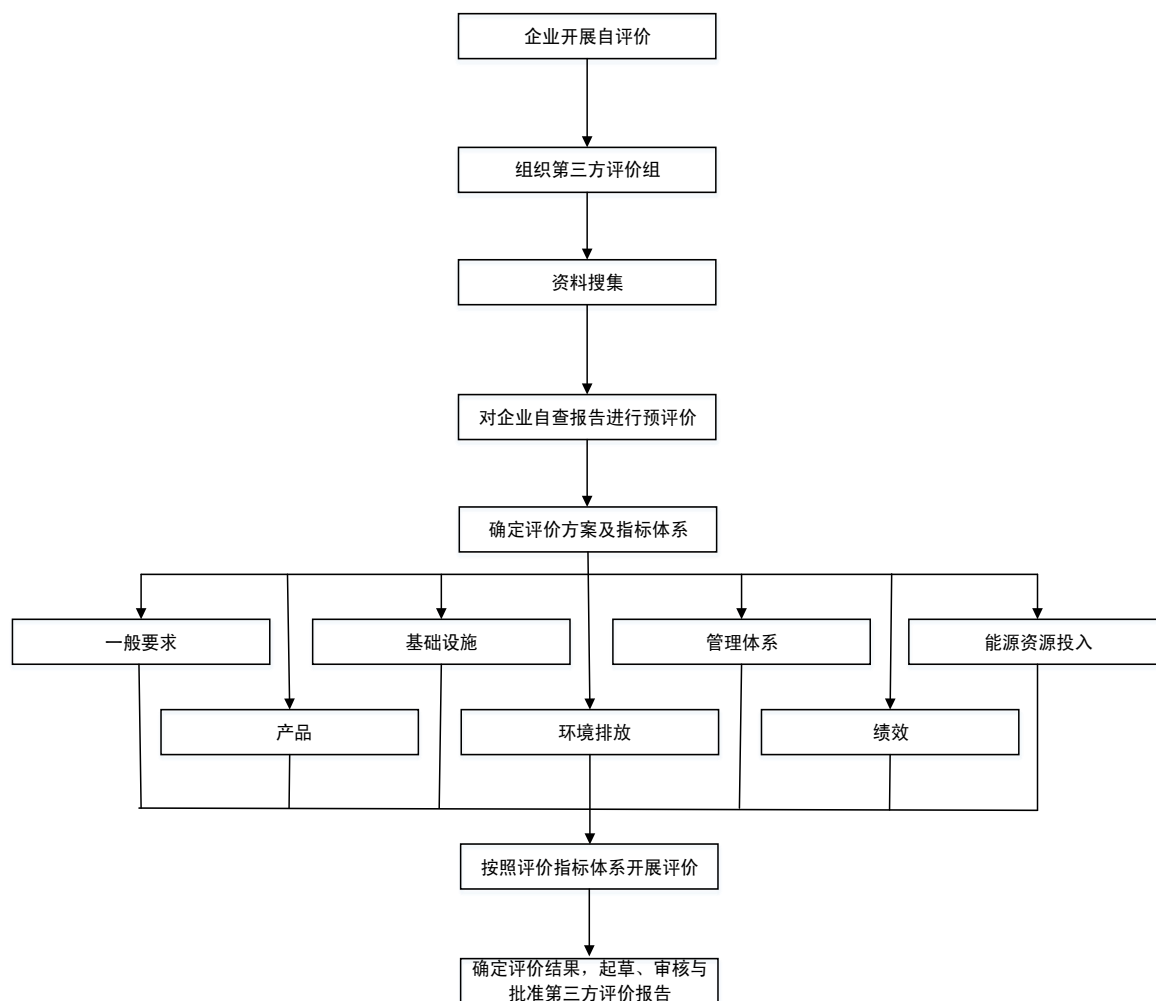 企业开展自评价
组织第三方评价组
资料搜集
对企业自查报告进行预评价
确定评价方案及指标体系
一般要求
基础设施
管理体系
能源资源投入
产品
环境排放
绩效
按照评价指标体系开展评价
确定评价结果，起草、审核与
批准第三方评价报告